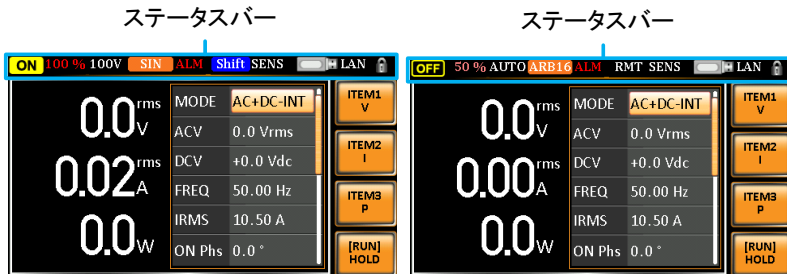 ステータスバー
ON 100 % 100V SIN ALM Shift SENS LAN
0.0 rms V
0.02 rms A
0.0 W
MODE AC+DC-INT
ACV 0.0 Vrms
DCV +0.0 Vdc
FREQ 50.00 Hz
IRMS 10.50 A
ON Phs 0.0 °
ITEM1
V
ITEM2
I
ITEM3
P
[RUN]
HOLD
ステータスバー
OFF 50 % AUTO ARB16 ALM RMT SENS LAN
0.0 rms V
0.00 rms A
0.0 W
MODE AC+DC-INT
ACV 0.0 Vrms
DCV +0.0 Vdc
FREQ 50.00 Hz
IRMS 10.50 A
ON Phs 0.0 °
ITEM1
V
ITEM2
I
ITEM3
P
[RUN]
HOLD